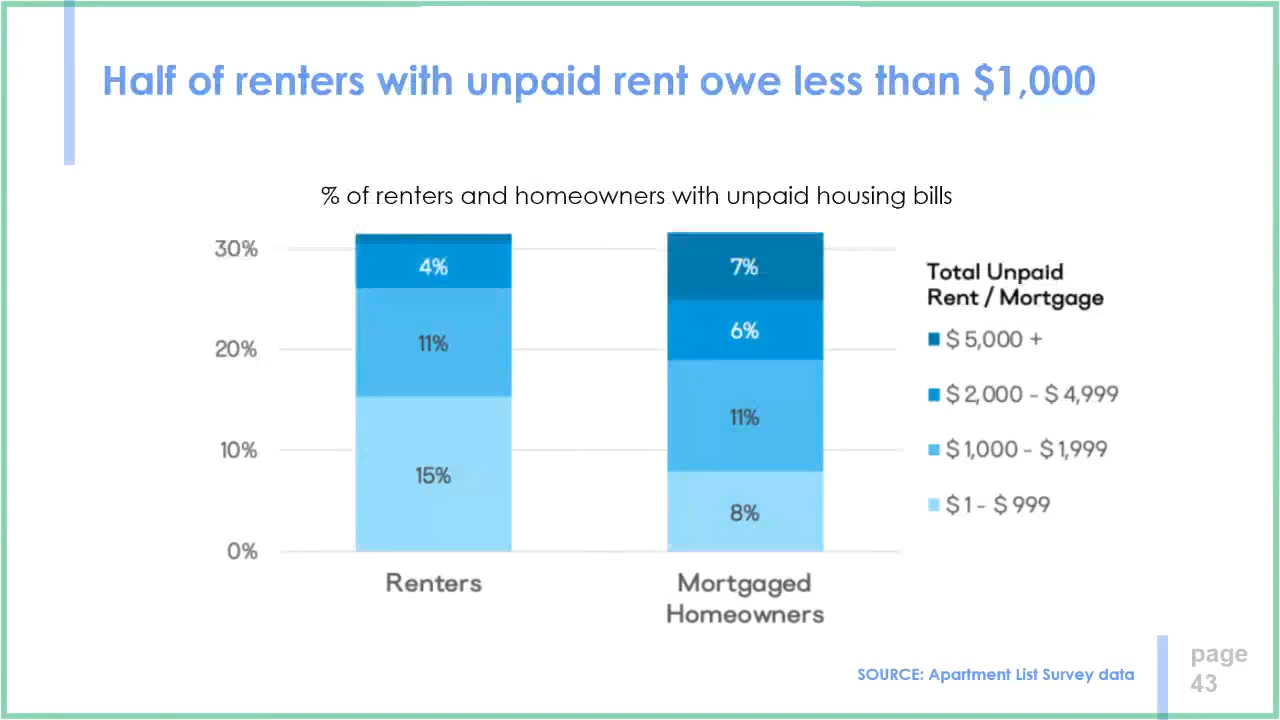 Half of renters with unpaid rent owe less than $1,000
% of renters and homeowners with unpaid housing bills
30%
20%
10%
0%
4%
11%
15%
7%
6%
11%
8%
Renters
Mortgaged
Homeowners
Total Unpaid
Rent / Mortgage
$ 5,000 +
$ 2,000 - $ 4,999
$ 1,000 - $ 1,999
$ 1 - $ 999
SOURCE: Apartment List Survey data
page
43